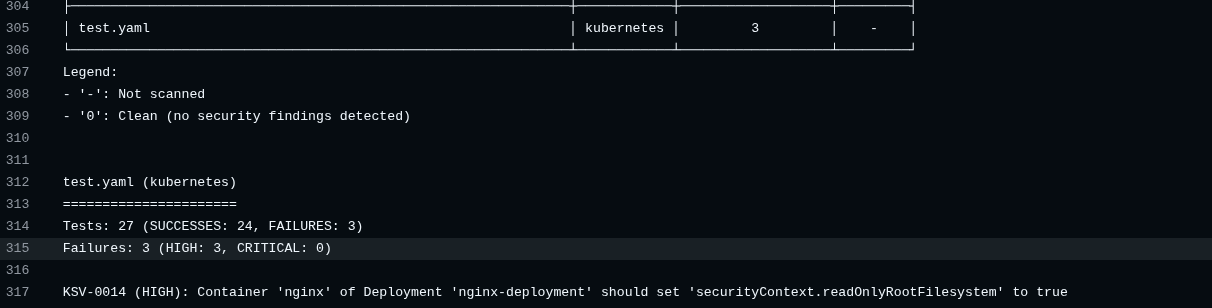 304
305 │ test.yaml │ kubernetes │ 3 │ - │
306
307 Legend:
308 - '-': Not scanned
309 - '0': Clean (no security findings detected)
310
311
312 test.yaml (kubernetes)
313 ======================
314 Tests: 27 (SUCCESSES: 24, FAILURES: 3)
315 Failures: 3 (HIGH: 3, CRITICAL: 0)
316
317 KSV-0014 (HIGH): Container 'nginx' of Deployment 'nginx-deployment' should set 'securityContext.readOnlyRootFilesystem' to true